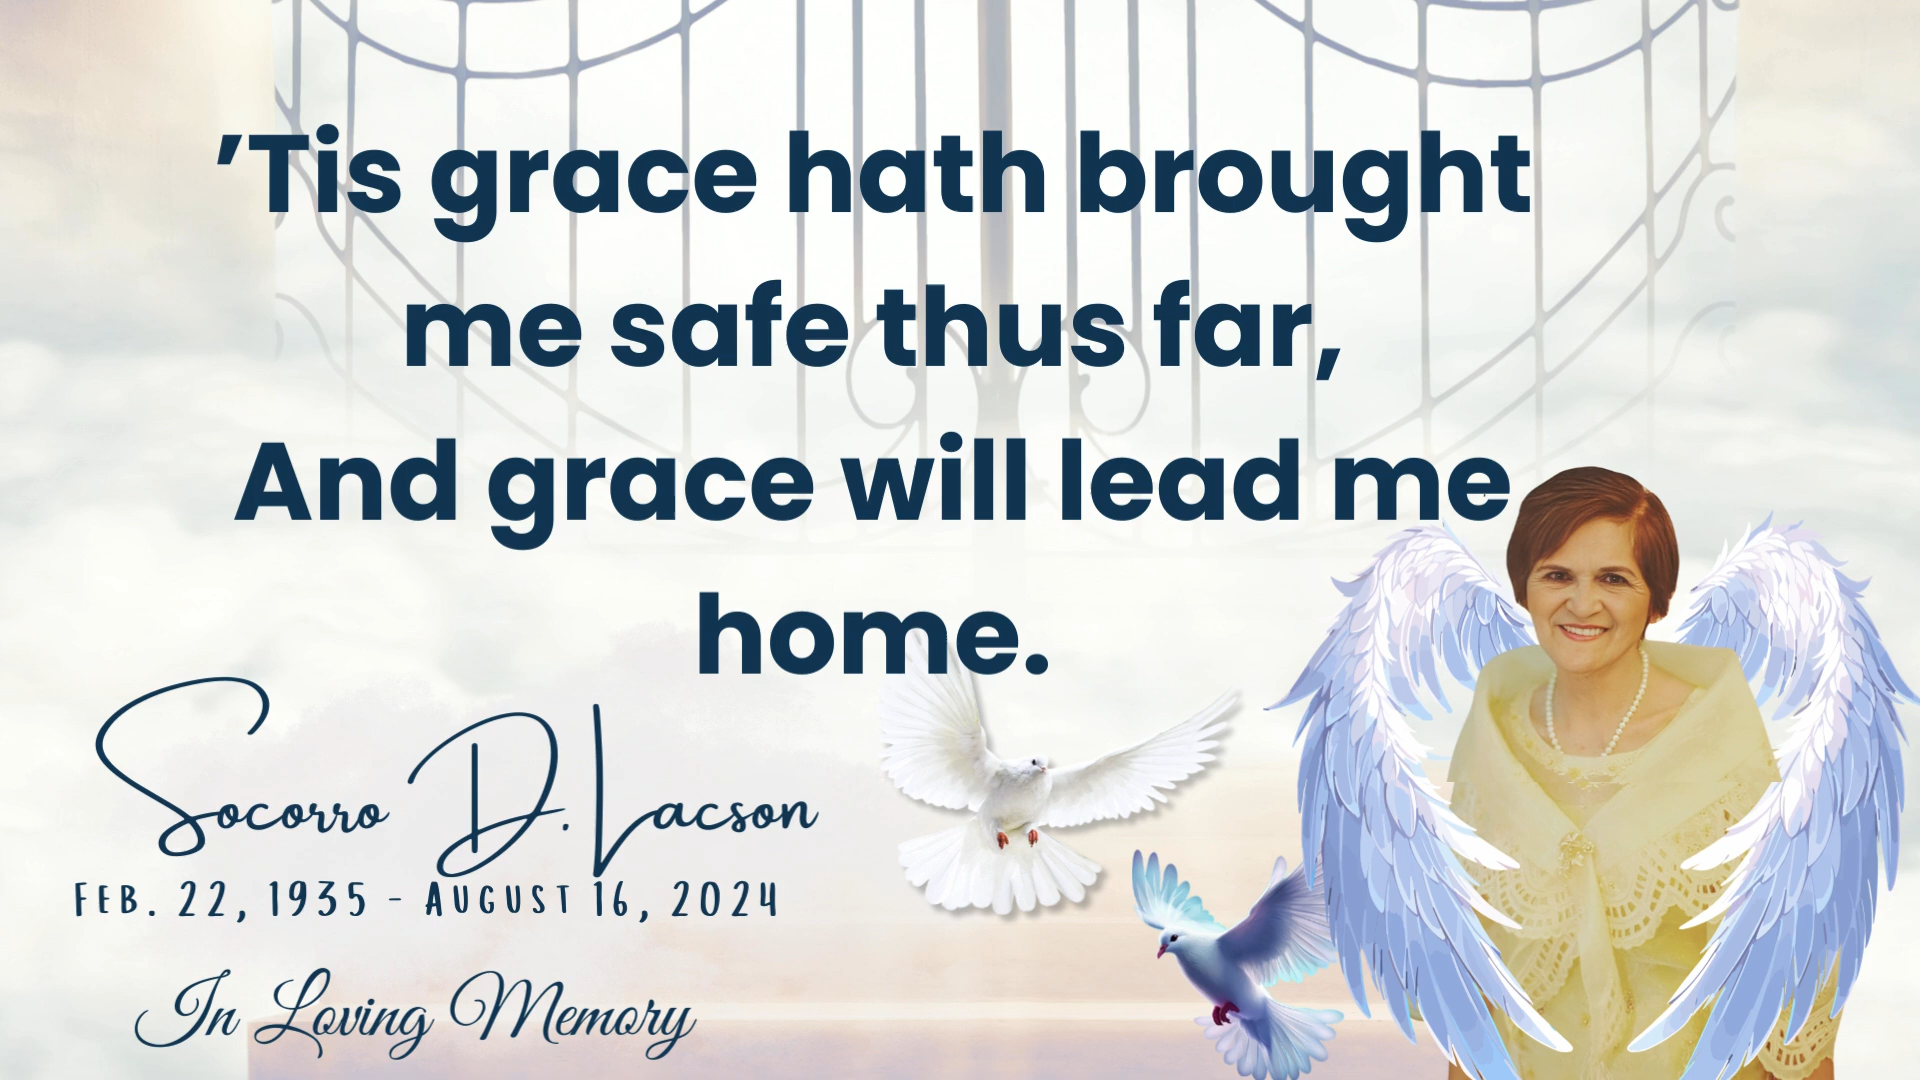 ’Tis grace hath brought
me safe thus far,
And grace will lead me
home.
Socorro D. Lacson
Feb. 22, 1935 - August 16, 2024
In Loving Memory